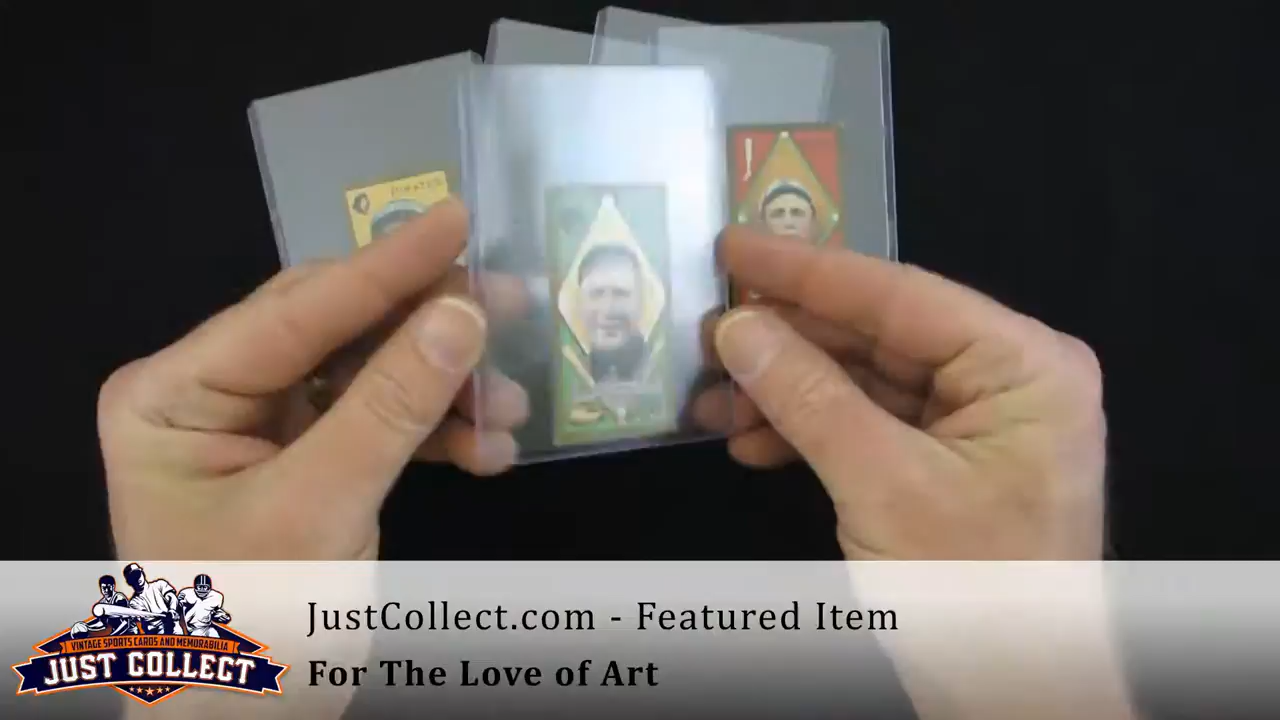 PIRATES
JustCollect.com - Featured Item
For The Love of Art
VINTAGE SPORTS CARDS AND MEMORABILIA
JUST COLLECT